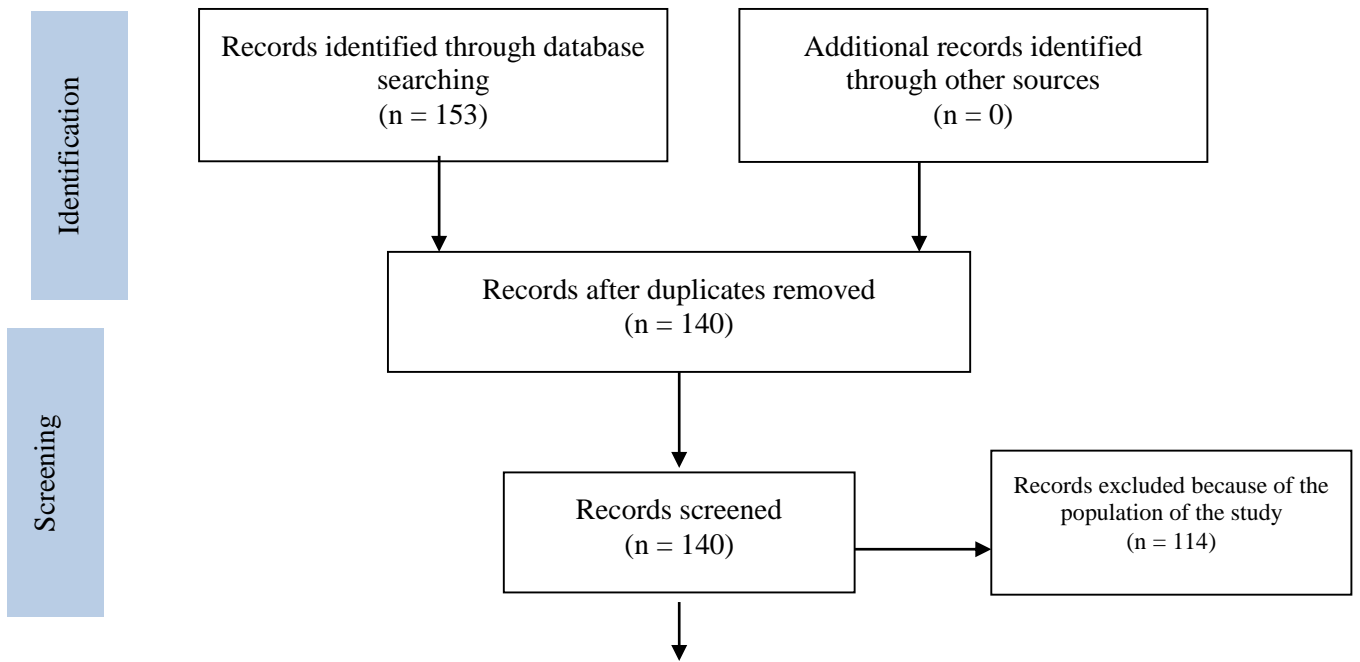 Identification
Records identified through database
searching
(n = 153)
Additional records identified
through other sources
(n = 0)
Records after duplicates removed
(n = 140)
Screening
Records screened
(n = 140)
Records excluded because of the
population of the study
(n = 114)